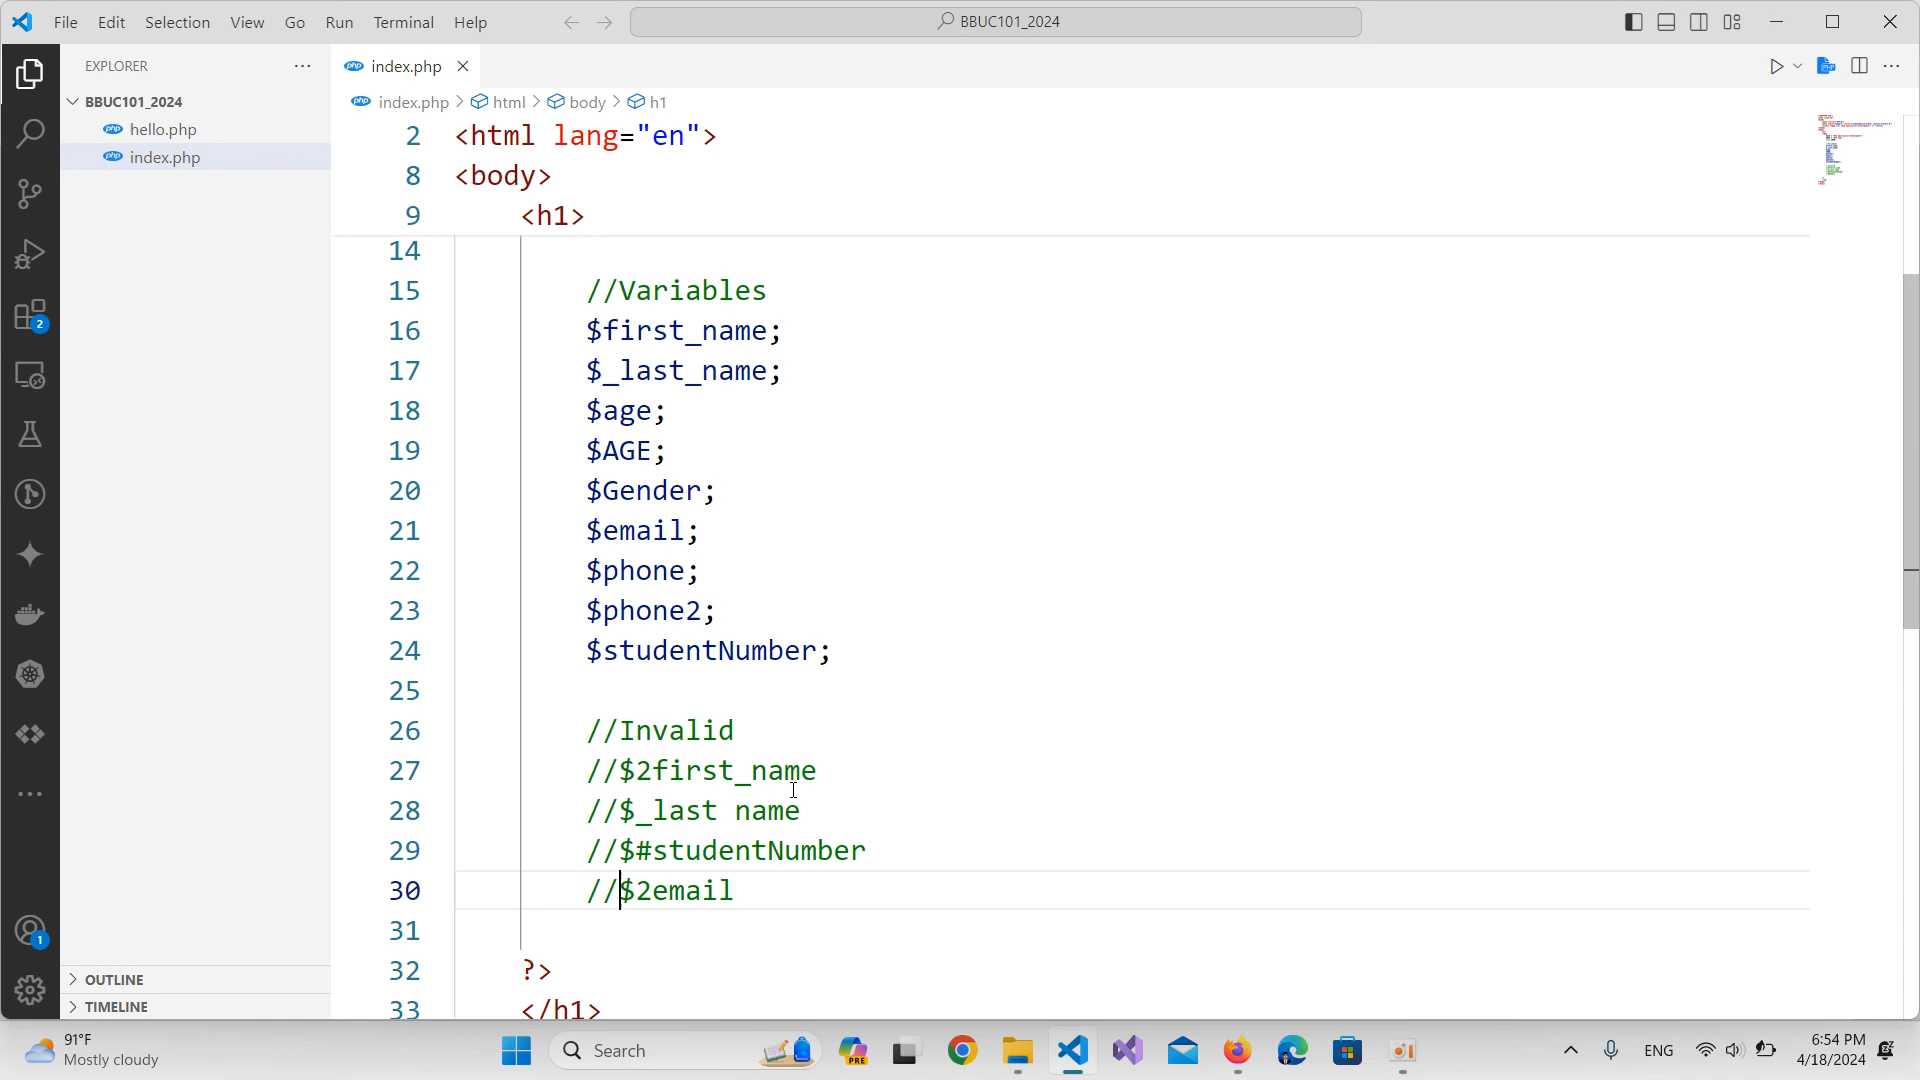 File Edit Selection View Go Run Terminal Help
BBUC101_2024
EXPLORER
BBUC101_2024
hello.php
index.php
OUTLINE
TIMELINE
index.php
index.php > html > body > h1
2 <html lang="en">
8 <body>
9 <h1>
14
15 //Variables
16 $first_name;
17 $_last_name;
18 $age;
19 $AGE;
20 $Gender;
21 $email;
22 $phone;
23 $phone2;
24 $studentNumber;
25
26 //Invalid
27 //$2first_name
28 //$_last name
29 //$#studentNumber
30 //$2email
31
32 ?>
33 </h1>
2
1
91°F
Mostly cloudy
Search
PRE
ENG
6:54 PM
4/18/2024